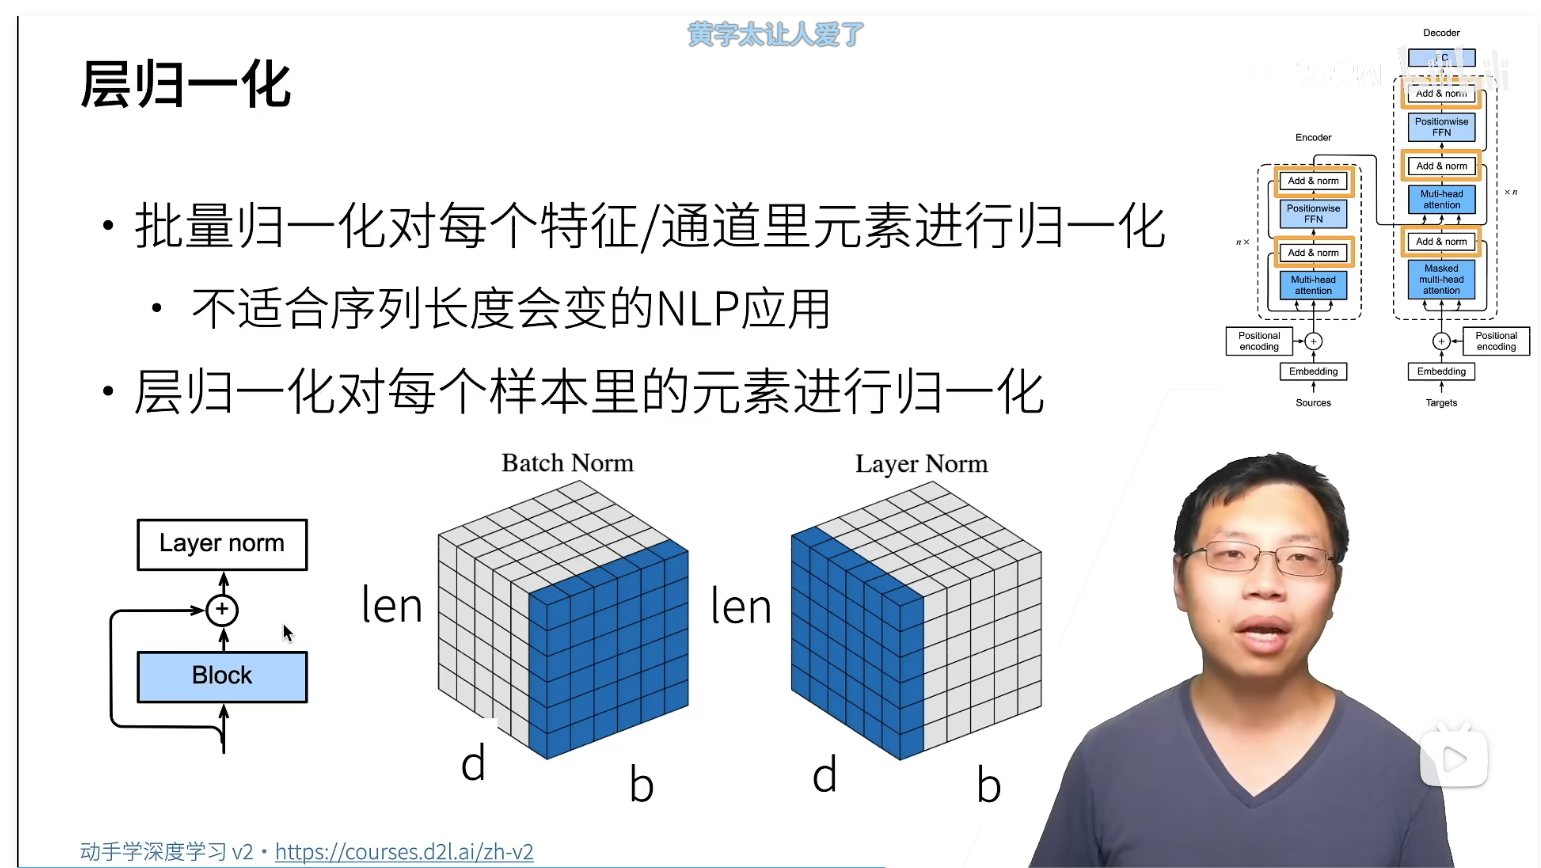 黄字太让人爱了
层归一化
• 批量归一化对每个特征/通道里元素进行归一化
• 不适合序列长度会变的NLP应用
• 层归一化对每个样本里的元素进行归一化
Layer norm
+
Block
Batch Norm
len
d
b
Layer Norm
len
d
b
Encoder
Add & norm
Positionwise
FFN
n×
Add & norm
Multi-head
attention
Positional
encoding
+
Embedding
Sources
Decoder
FC
Add & norm
Positionwise
FFN
Add & norm
×n
Muti-head
attention
Add & norm
Masked
multi-head
attention
+
Positional
encoding
Embedding
Targets
动手学深度学习 v2 • https://courses.d2l.ai/zh-v2